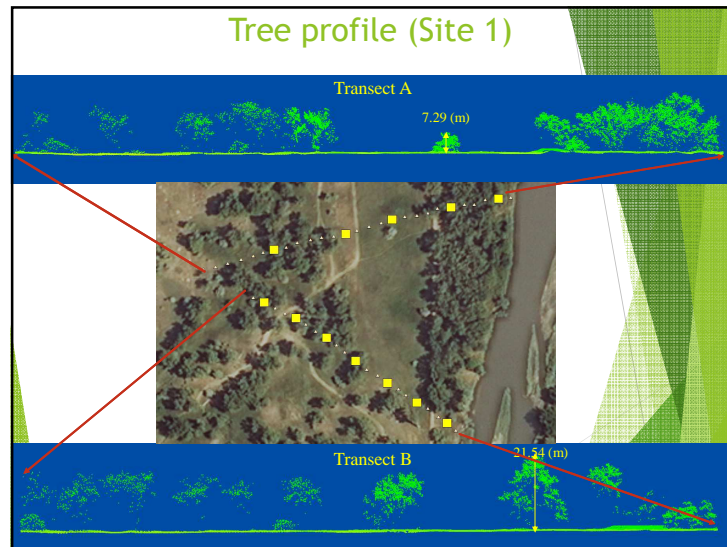 Tree profile (Site 1)
Transect A
7.29 (m)
Transect B
21.54 (m)